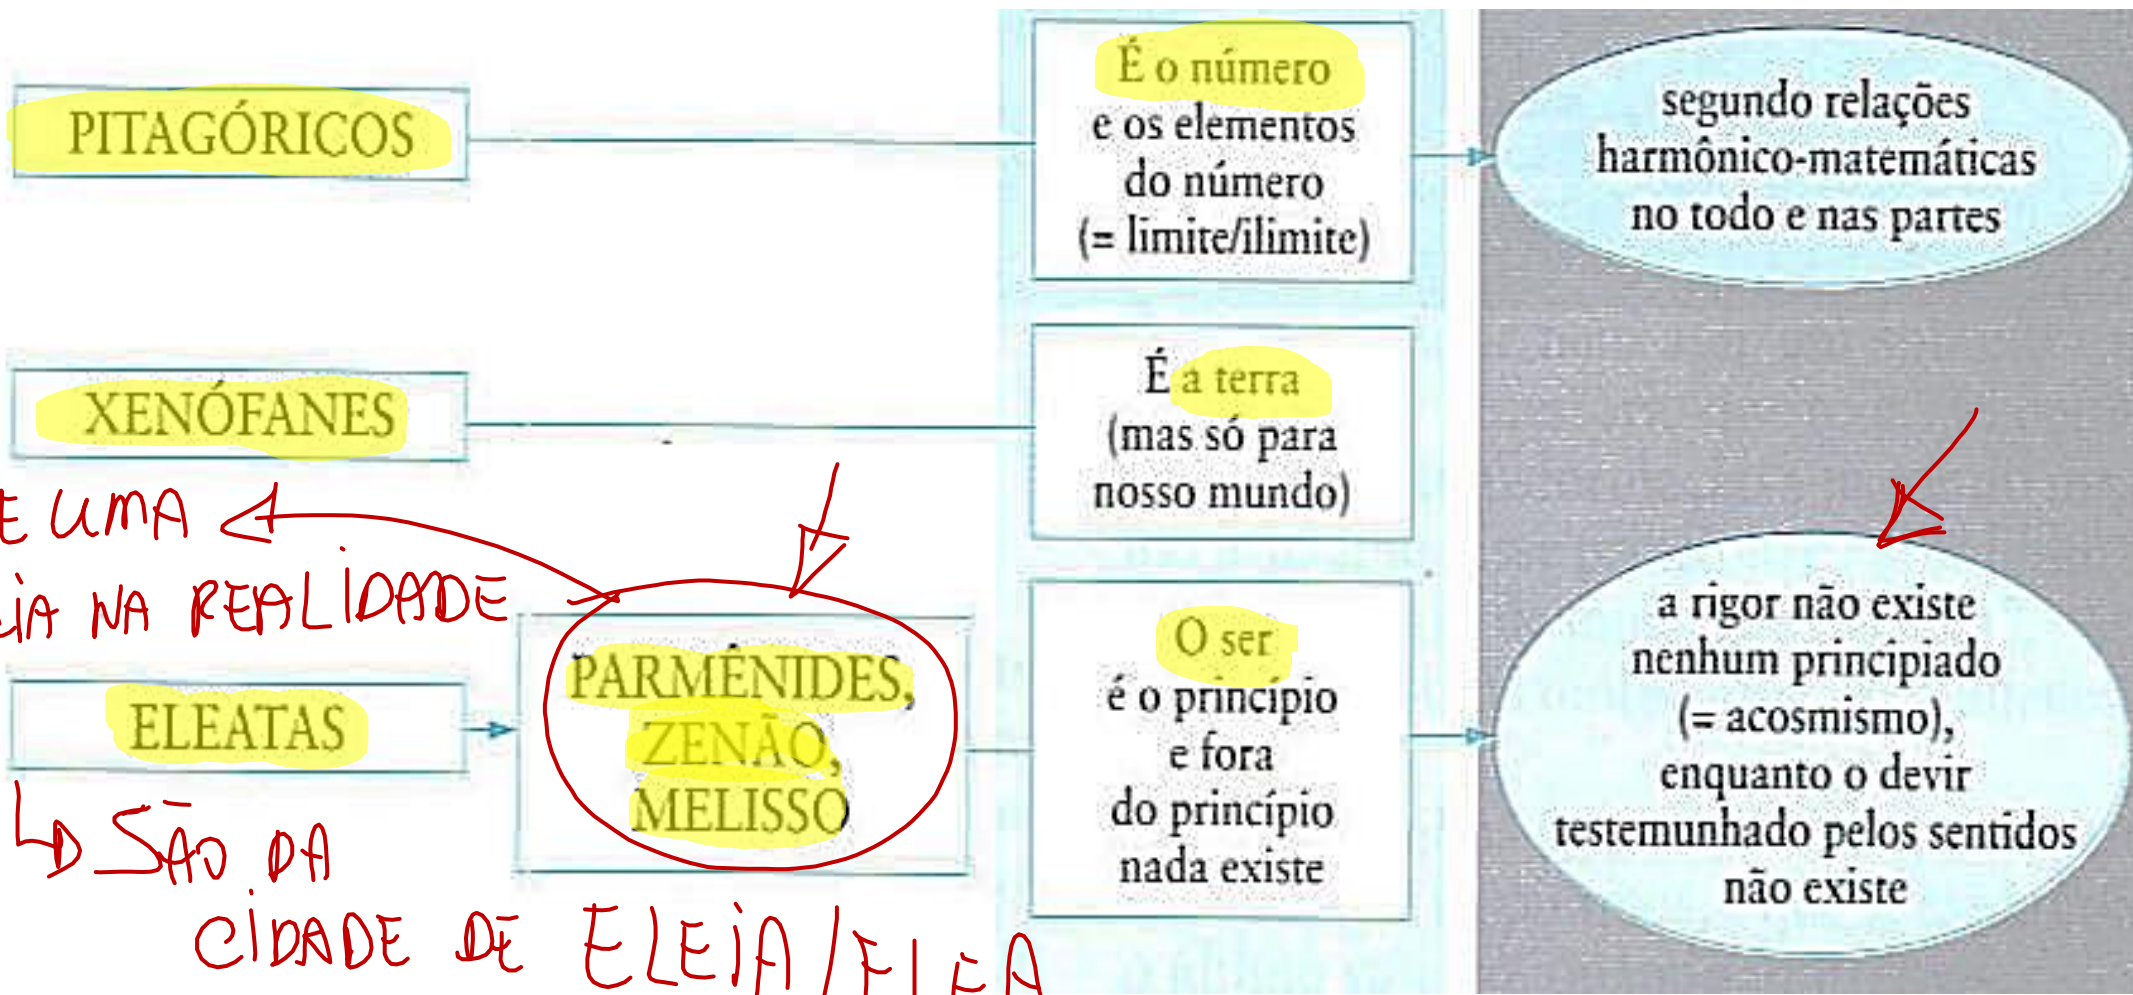 PITAGÓRICOS
É o número
e os elementos
do número
(= limite/ilimite)
segundo relações
harmônico-matemáticas
no todo e nas partes
XENÓFANES
É a terra
(mas só para
nosso mundo)
E UMA
NA REALIDADE
ELEATAS
PARMÊNIDES,
ZENÃO,
MELISSO
O ser
é o princípio
e fora
do princípio
nada existe
a rigor não existe
nenhum principiado
(= acosmismo),
enquanto o devir
testemunhado pelos sentidos
não existe
SÃO DA
CIDADE DE ELEIA/ELEA